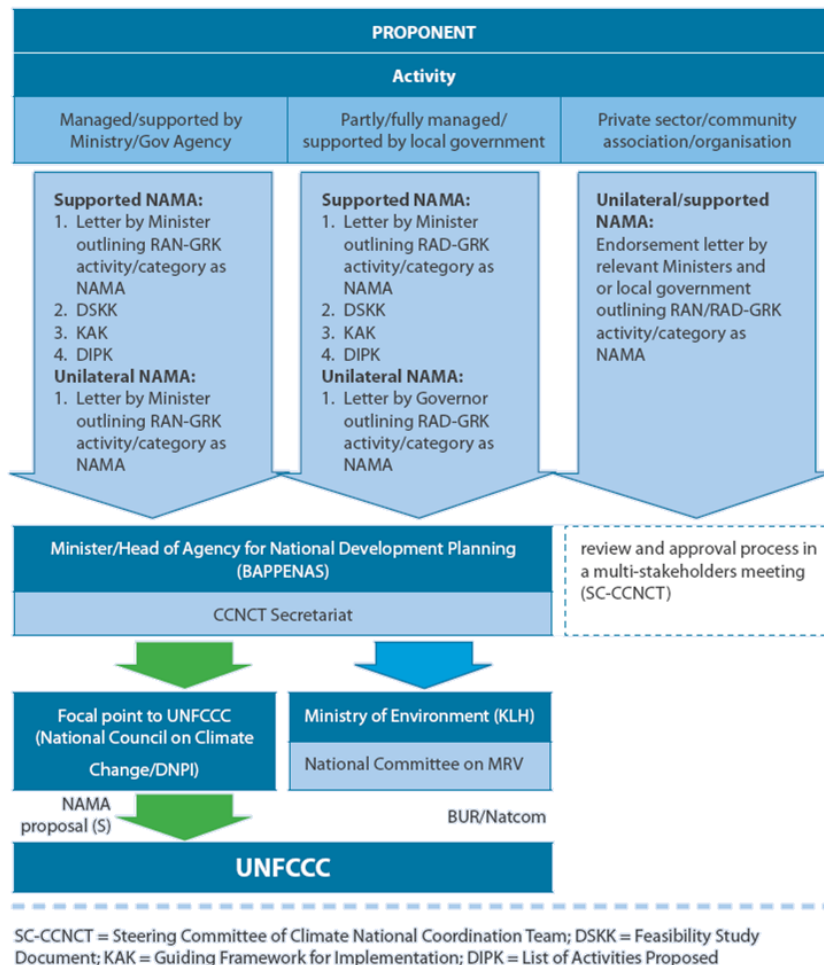 PROPONENT
Activity
Managed/supported by
Ministry/Gov Agency
Partly/fully managed/
supported by local government
Private sector/community
association/organisation
Supported NAMA:
1. Letter by Minister
outlining RAN-GRK
activity/category as
NAMA
2. DSKK
3. KAK
4. DIPK
Unilateral NAMA:
1. Letter by Minister
outlining RAN-GRK
activity/category as
NAMA
Supported NAMA:
1. Letter by Minister
outlining RAD-GRK
activity/category as
NAMA
2. DSKK
3. KAK
4. DIPK
Unilateral NAMA:
1. Letter by Governor
outlining RAD-GRK
activity/category as
NAMA
Unilateral/supported
NAMA:
Endorsement letter by
relevant Ministers and
or local government
outlining RAN/RAD-GRK
activity/category as
NAMA
Minister/Head of Agency for National Development Planning
(BAPPENAS)
CCNCT Secretariat
review and approval process in
a multi-stakeholders meeting
(SC-CCNCT)
Focal point to UNFCCC
(National Council on Climate
Change/DNPI)
Ministry of Environment (KLH)
National Committee on MRV
NAMA
proposal (S)
BUR/Natcom
UNFCCC
SC-CCNCT = Steering Committee of Climate National Coordination Team; DSKK = Feasibility Study
Document; KAK = Guiding Framework for Implementation; DIPK = List of Activities Proposed